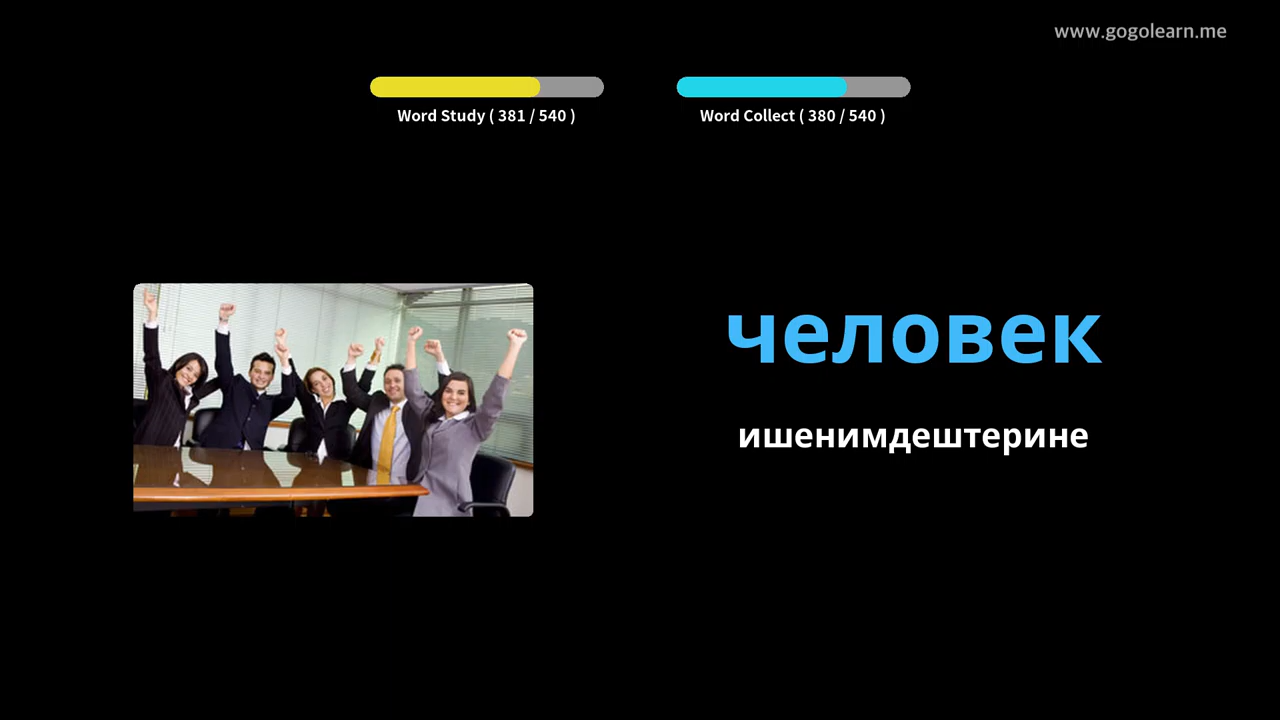 www.gogolearn.me
Word Study ( 381 / 540 )
Word Collect ( 380 / 540 )
человек
ишенимдештерине